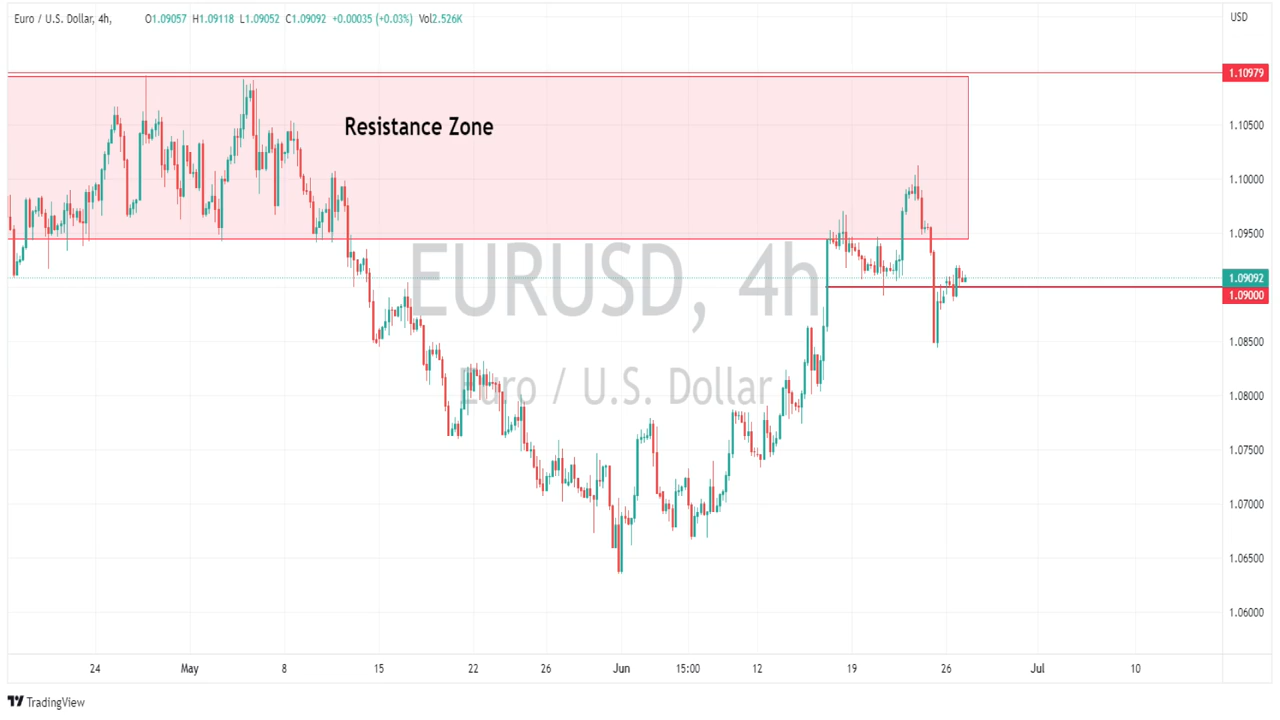 Euro / U.S. Dollar, 4h, O1.09057 H1.09118 L1.09052 C1.09092 +0.00035 (+0.03%) Vol2.526K
USD
1.10979
Resistance Zone
1.10500
1.10000
1.09500
EURUSD, 4h
1.09092
1.09000
1.08500
Euro / U.S. Dollar
1.08000
1.07500
1.07000
1.06500
1.06000
24 May 8 15 22 26 Jun 15:00 12 19 26 Jul 10
TradingView